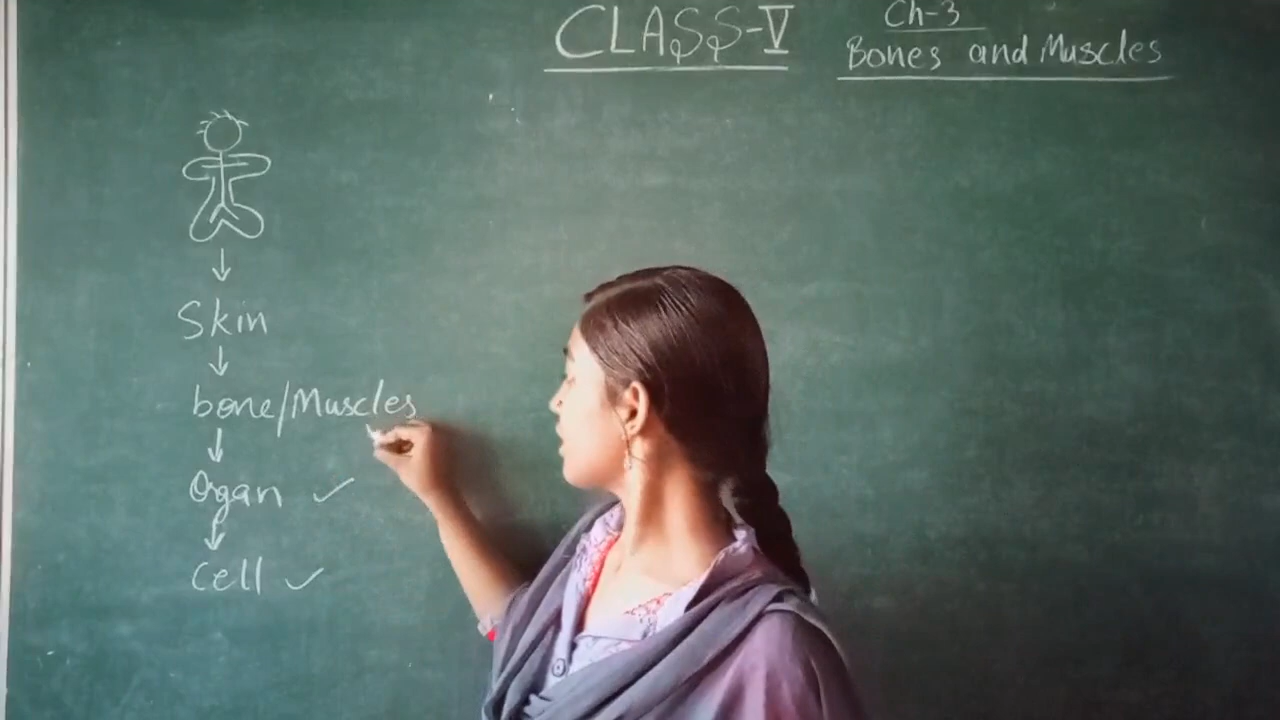 CLASS-V
Ch-3
Bones and Muscles
Skin
bone/Muscles
Organ
Cell